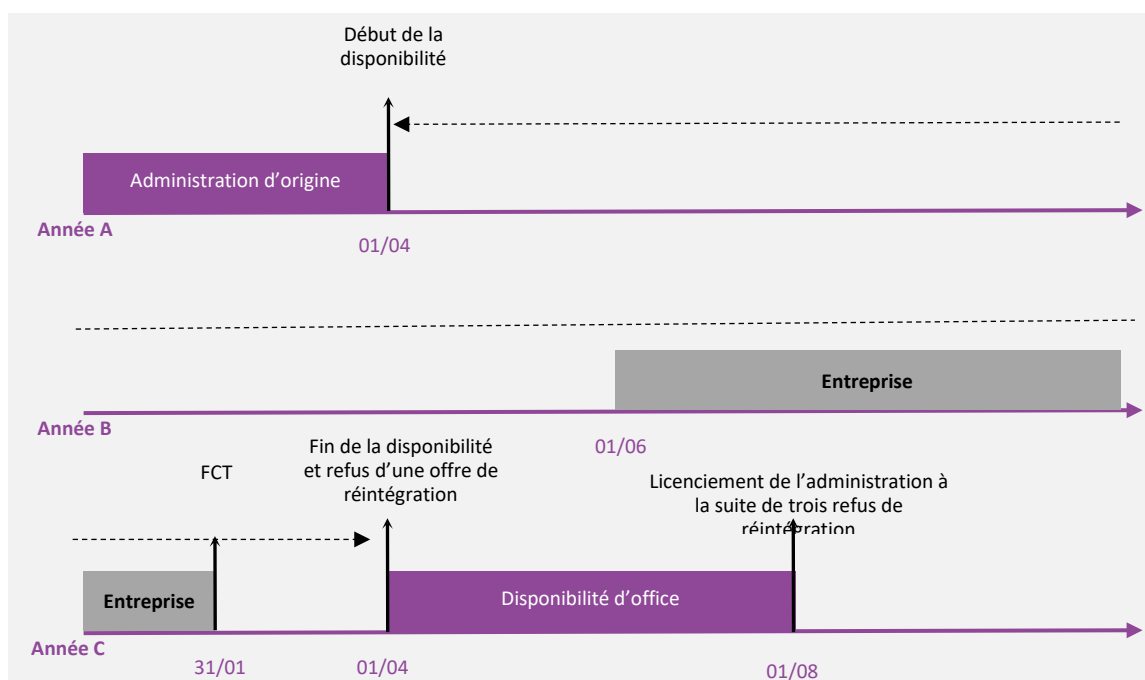 Début de la
disponibilité
Administration d’origine
Année A
01/04
Entreprise
Année B
01/06
Fin de la disponibilité
et refus d’une offre de
réintégration
FCT
Licenciement de l’administration à
la suite de trois refus de
réintégration
Entreprise
Disponibilité d’office
Année C
31/01
01/04
01/08